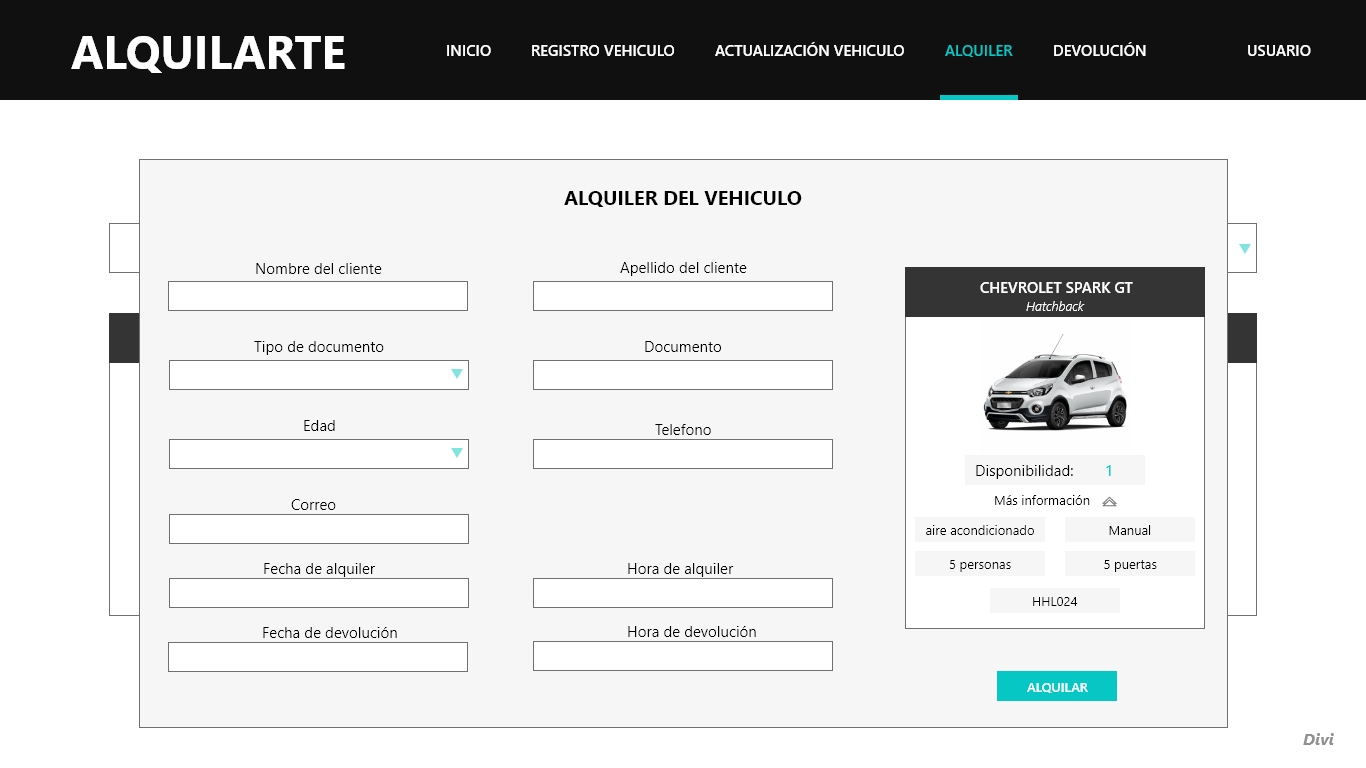 ALQUILARTE
INICIO
REGISTRO VEHICULO
ACTUALIZACIÓN VEHICULO
ALQUILER
DEVOLUCIÓN
USUARIO
ALQUILER DEL VEHICULO
Nombre del cliente
Apellido del cliente
Tipo de documento
Documento
Edad
Telefono
Correo
Fecha de alquiler
Hora de alquiler
Fecha de devolución
Hora de devolución
CHEVROLET SPARK GT
Hatchback
Disponibilidad: 1
Más información
aire acondicionado
Manual
5 personas
5 puertas
HHL024
ALQUILAR
Divi